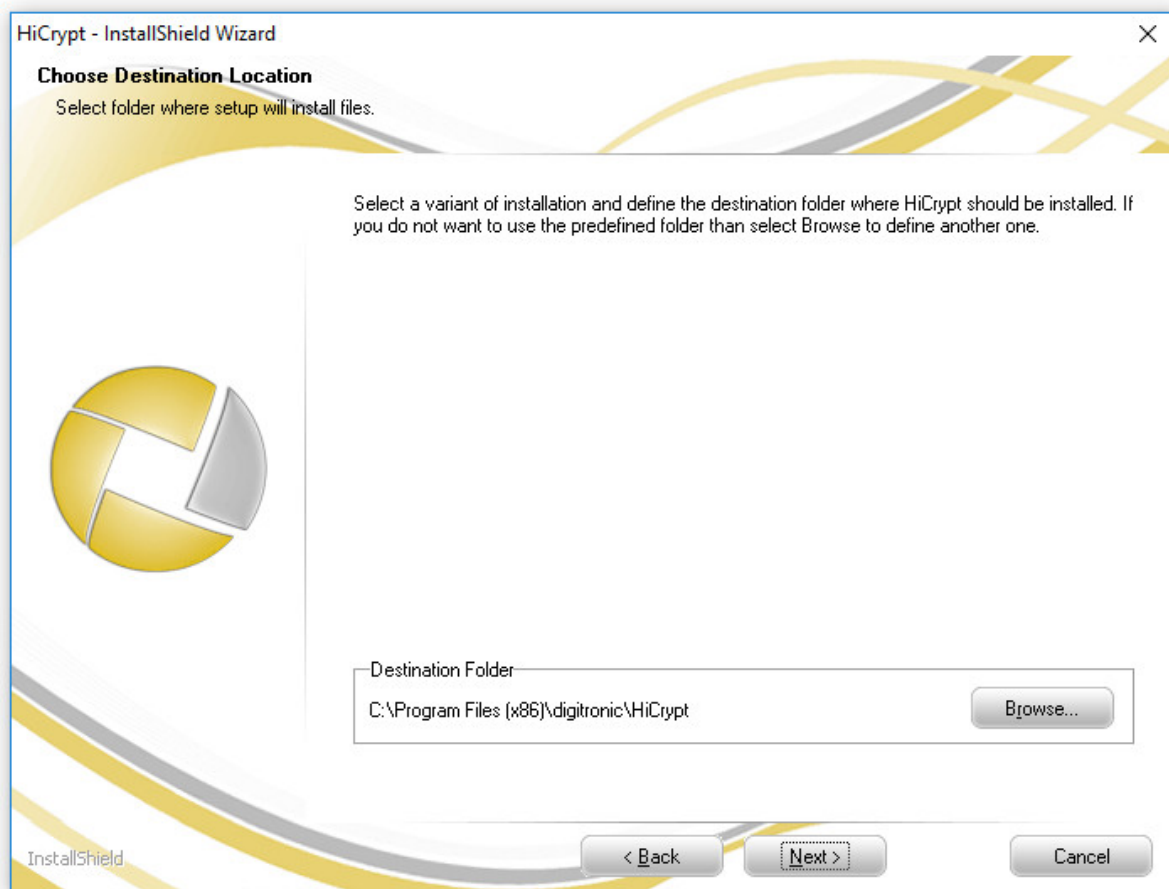 HiCrypt - InstallShield Wizard
Choose Destination Location
Select folder where setup will install files.
Select a variant of installation and define the destination folder where HiCrypt should be installed. If
you do not want to use the predefined folder than select Browse to define another one.
Destination Folder
C:\Program Files (x86)\digitronic\HiCrypt
Browse...
InstallShield
< Back
Next >
Cancel